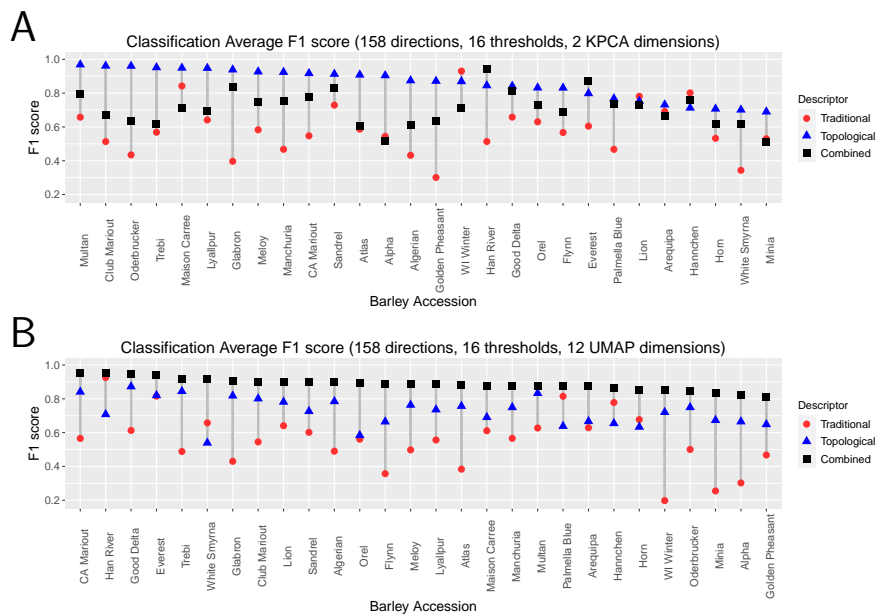 A
Classification Average F1 score (158 directions, 16 thresholds, 2 KPCA dimensions)
F1 score
1.0
0.8
0.6
0.4
0.2
Multan
Club Mariout
Oderbrucker
Trebi
Maison Carree
Lyallpur
Glabron
Meloy
Manchuria
CA Mariout
Sandrel
Atlas
Alpha
Algerian
Golden Pheasant
WI Winter
Han River
Good Delta
Orel
Flynn
Everest
Palmella Blue
Lion
Arequipa
Hannchen
Horn
White Smyrna
Minia
Barley Accession
Descriptor
Traditional
Topological
Combined
B
Classification Average F1 score (158 directions, 16 thresholds, 12 UMAP dimensions)
F1 score
1.0
0.8
0.6
0.4
0.2
CA Mariout
Han River
Good Delta
Everest
Trebi
White Smyrna
Glabron
Club Mariout
Lion
Sandrel
Algerian
Orel
Flynn
Meloy
Lyallpur
Atlas
Maison Carree
Manchuria
Multan
Palmella Blue
Arequipa
Hannchen
Horn
WI Winter
Oderbrucker
Minia
Alpha
Golden Pheasant
Barley Accession
Descriptor
Traditional
Topological
Combined